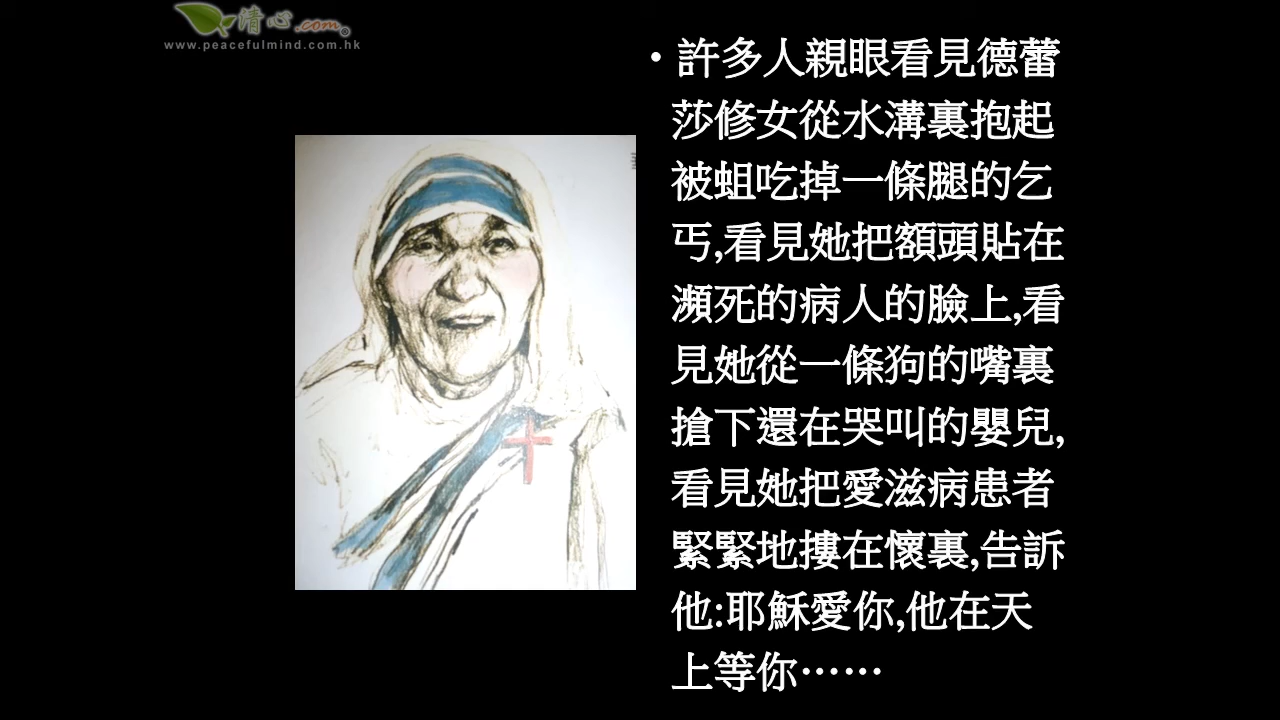 清心.com®
www.peacefulmind.com.hk
• 許多人親眼看見德蕾
莎修女從水溝裏抱起
被蛆吃掉一條腿的乞
丐,看見她把額頭貼在
瀕死的病人的臉上,看
見她從一條狗的嘴裏
搶下還在哭叫的嬰兒,
看見她把愛滋病患者
緊緊地摟在懷裏,告訴
他:耶穌愛你,他在天
上等你……